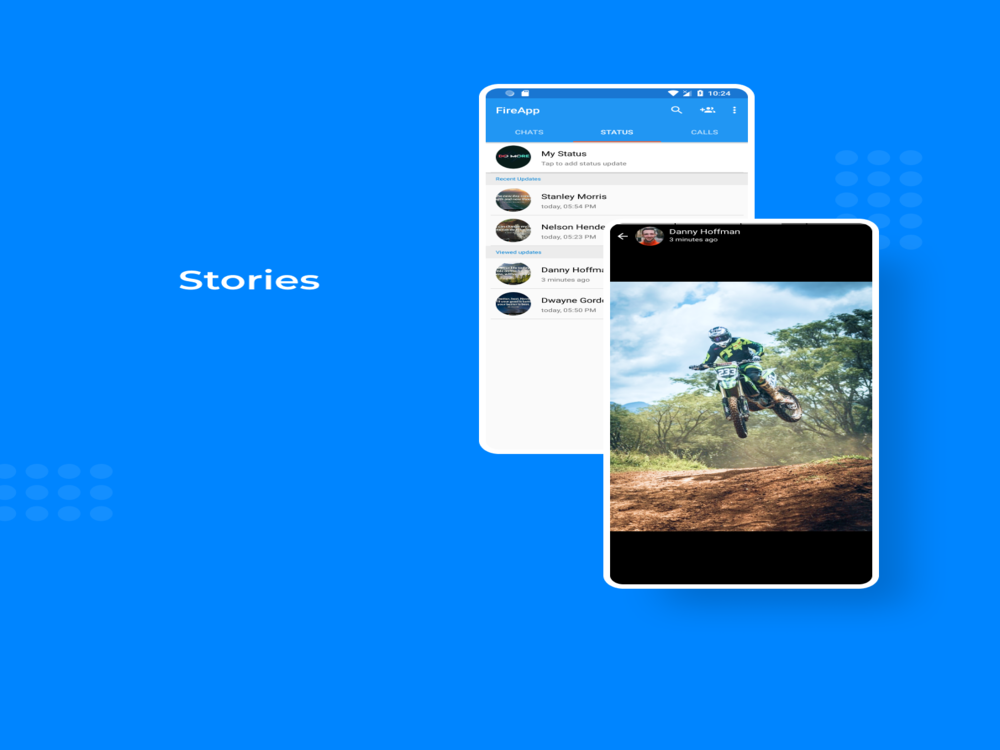 Stories
10:24
FireApp
CHATS STATUS CALLS
My Status
Tap to add status update
Recent Updates
Stanley Morris
today, 05:54 PM
Nelson Hende
today, 05:23 PM
Viewed updates
Danny Hoffma
3 minutes ago
Dwayne Gord
today, 05:50 PM
Danny Hoffman
3 minutes ago
233